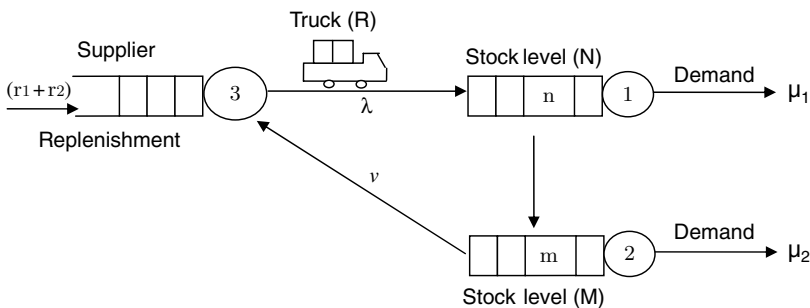 Truck (R)
Supplier
Stock level (N)
(r1+r2)
3
λ
n
1
Demand
μ1
Replenishment
ν
m
2
Demand
μ2
Stock level (M)